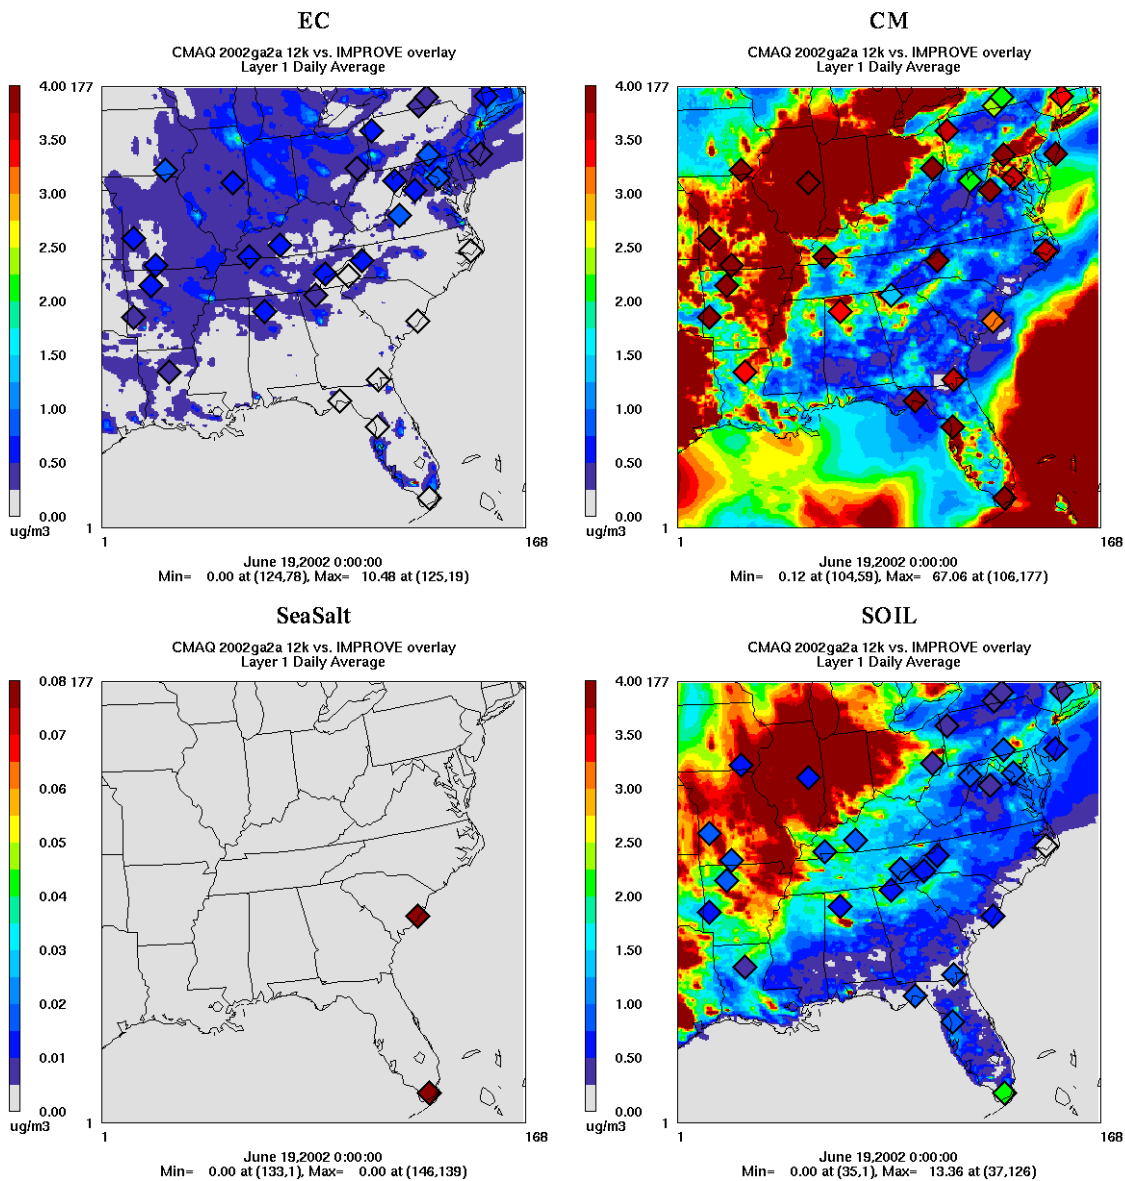 EC
CMAQ 2002ga2a 12k vs. IMPROVE overlay
Layer 1 Daily Average
4.00 177
3.50
3.00
2.50
2.00
1.50
1.00
0.50
0.00
ug/m3
1
1 168
June 19,2002 0:00:00
Min= 0.00 at (124,78), Max= 10.48 at (125,19)
CM
CMAQ 2002ga2a 12k vs. IMPROVE overlay
Layer 1 Daily Average
4.00 177
3.50
3.00
2.50
2.00
1.50
1.00
0.50
0.00
ug/m3
1
1 168
June 19,2002 0:00:00
Min= 0.12 at (104,59), Max= 67.06 at (106,177)
SeaSalt
CMAQ 2002ga2a 12k vs. IMPROVE overlay
Layer 1 Daily Average
0.08 177
0.07
0.06
0.05
0.04
0.03
0.02
0.01
0.00
ug/m3
1
1 168
June 19,2002 0:00:00
Min= 0.00 at (133,1), Max= 0.00 at (146,139)
SOIL
CMAQ 2002ga2a 12k vs. IMPROVE overlay
Layer 1 Daily Average
4.00 177
3.50
3.00
2.50
2.00
1.50
1.00
0.50
0.00
ug/m3
1
1 168
June 19,2002 0:00:00
Min= 0.00 at (35,1), Max= 13.36 at (37,126)